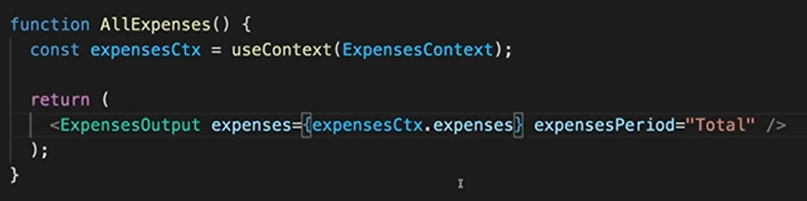 function AllExpenses() {
const expensesCtx = useContext(ExpensesContext);
return (
<ExpensesOutput expenses={expensesCtx.expenses} expensesPeriod="Total" />
);
}